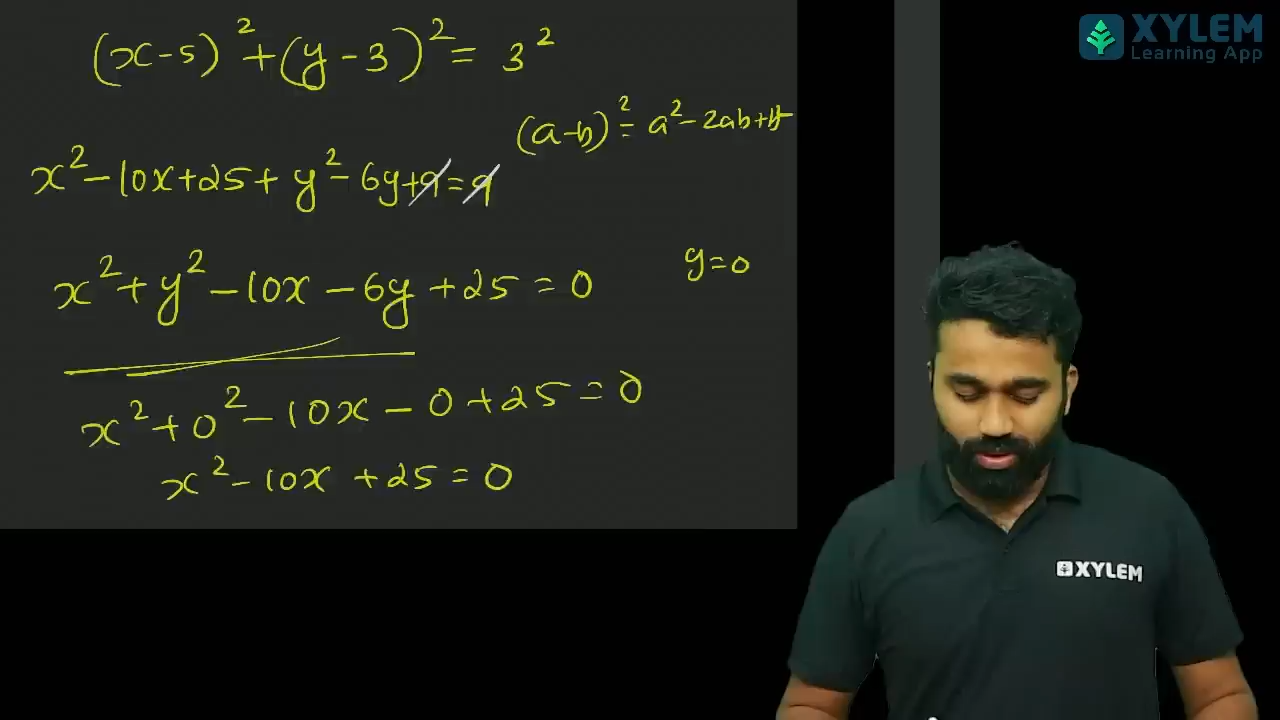 XYLEM
Learning App
(x-5)² + (y-3)² = 3²
(a-b)² = a² - 2ab + b²
x² - 10x + 25 + y² - 6y + 9 = 9
y = 0
x² + y² - 10x - 6y + 25 = 0
x² + 0² - 10x - 0 + 25 = 0
x² - 10x + 25 = 0
XYLEM